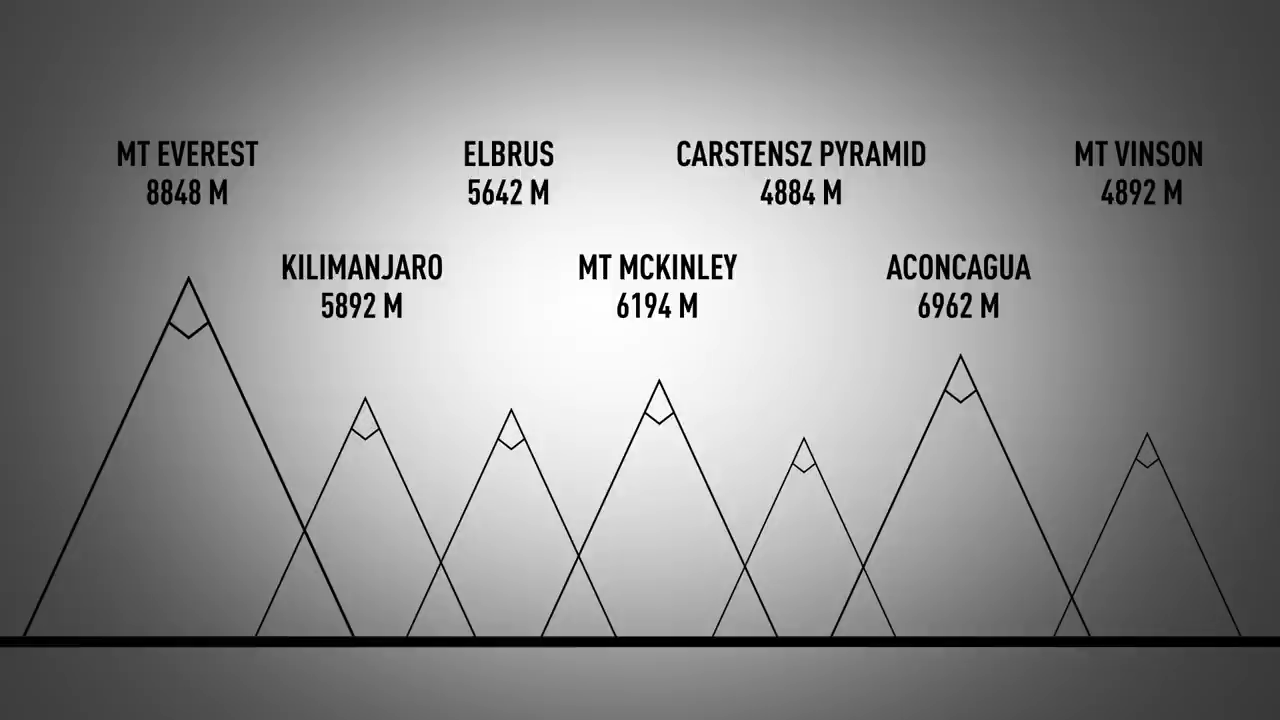 MT EVEREST
8848 M
ELBRUS
5642 M
CARSTENSZ PYRAMID
4884 M
MT VINSON
4892 M
KILIMANJARO
5892 M
MT MCKINLEY
6194 M
ACONCAGUA
6962 M